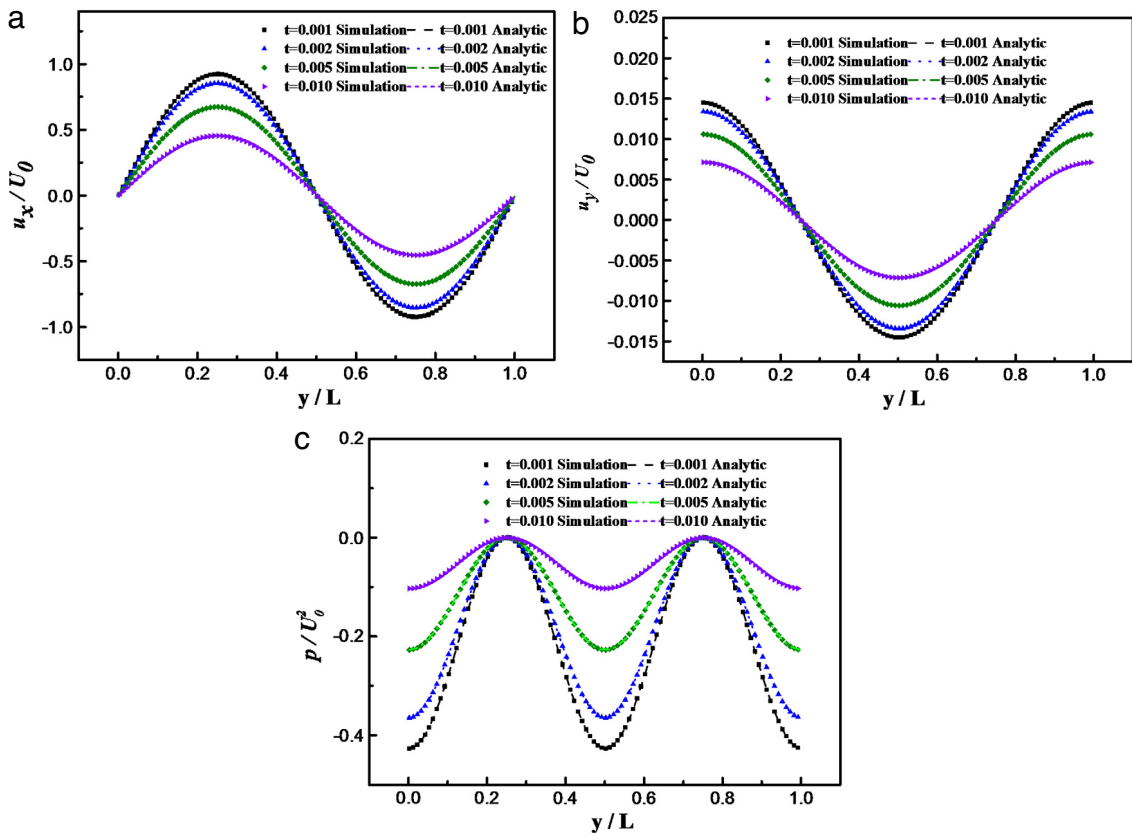 a
t=0.001 Simulation t=0.001 Analytic
t=0.002 Simulation t=0.002 Analytic
t=0.005 Simulation t=0.005 Analytic
t=0.010 Simulation t=0.010 Analytic
1.0
0.5
0.0
-0.5
-1.0
u_x / U_0
0.0 0.2 0.4 0.6 0.8 1.0
y / L
b
t=0.001 Simulation t=0.001 Analytic
t=0.002 Simulation t=0.002 Analytic
t=0.005 Simulation t=0.005 Analytic
t=0.010 Simulation t=0.010 Analytic
0.025
0.020
0.015
0.010
0.005
0.000
-0.005
-0.010
-0.015
u_y / U_0
0.0 0.2 0.4 0.6 0.8 1.0
y / L
c
t=0.001 Simulation t=0.001 Analytic
t=0.002 Simulation t=0.002 Analytic
t=0.005 Simulation t=0.005 Analytic
t=0.010 Simulation t=0.010 Analytic
0.2
0.0
-0.2
-0.4
p / U_0^2
0.0 0.2 0.4 0.6 0.8 1.0
y / L